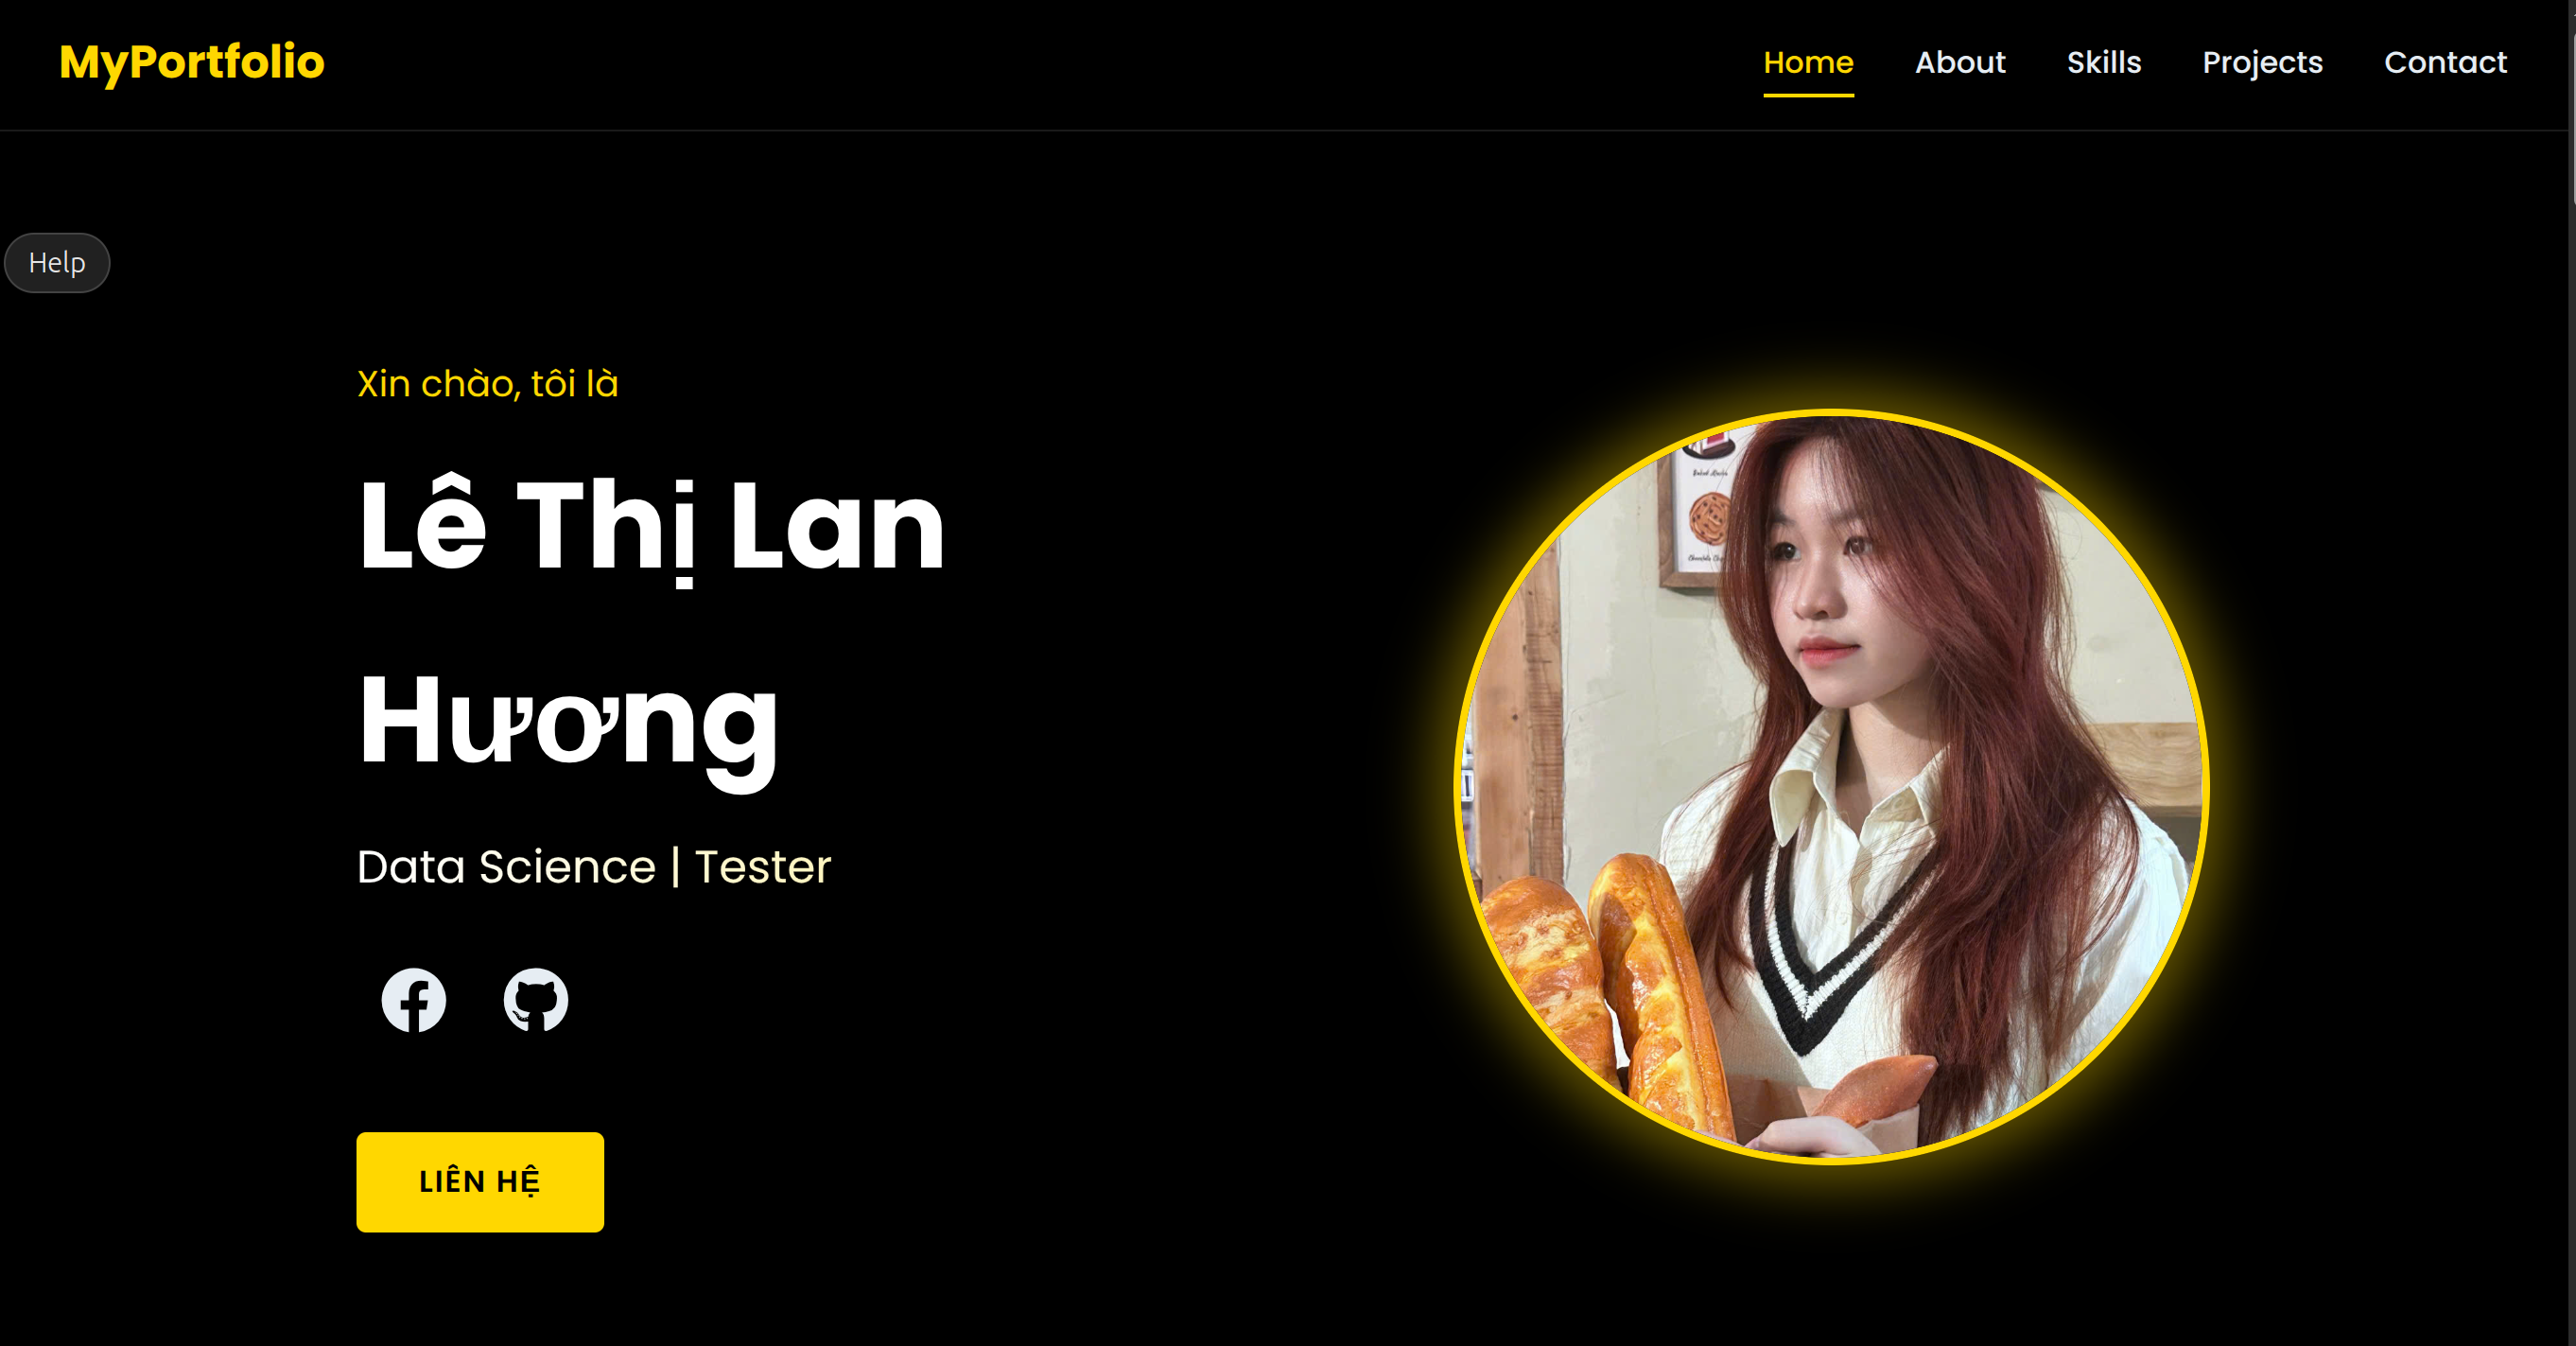 MyPortfolio
Home About Skills Projects Contact
Help
Xin chào, tôi là
Lê Thị Lan
Hương
Data Science | Tester
LIÊN HỆ